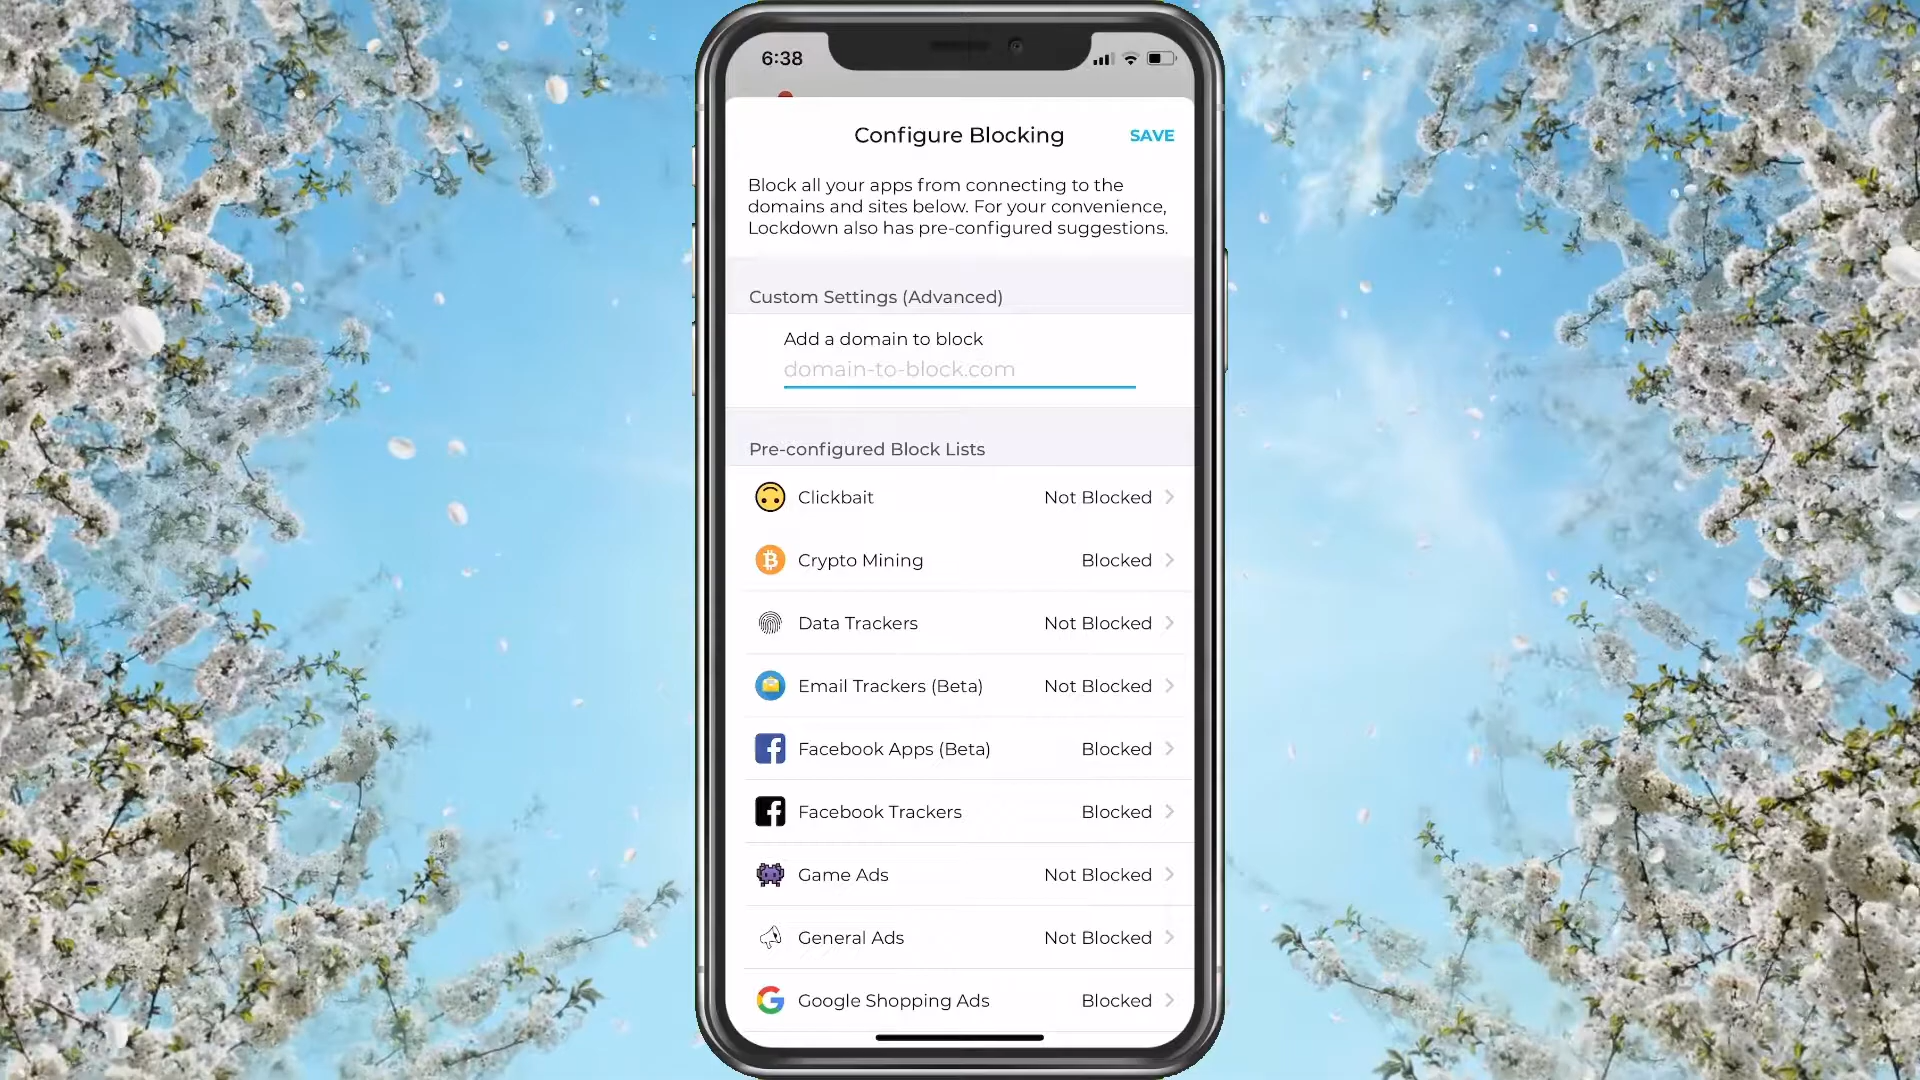 6:38
Configure Blocking
SAVE
Block all your apps from connecting to the
domains and sites below. For your convenience,
Lockdown also has pre-configured suggestions.
Custom Settings (Advanced)
Add a domain to block
domain-to-block.com
Pre-configured Block Lists
Clickbait Not Blocked
Crypto Mining Blocked
Data Trackers Not Blocked
Email Trackers (Beta) Not Blocked
Facebook Apps (Beta) Blocked
Facebook Trackers Blocked
Game Ads Not Blocked
General Ads Not Blocked
Google Shopping Ads Blocked